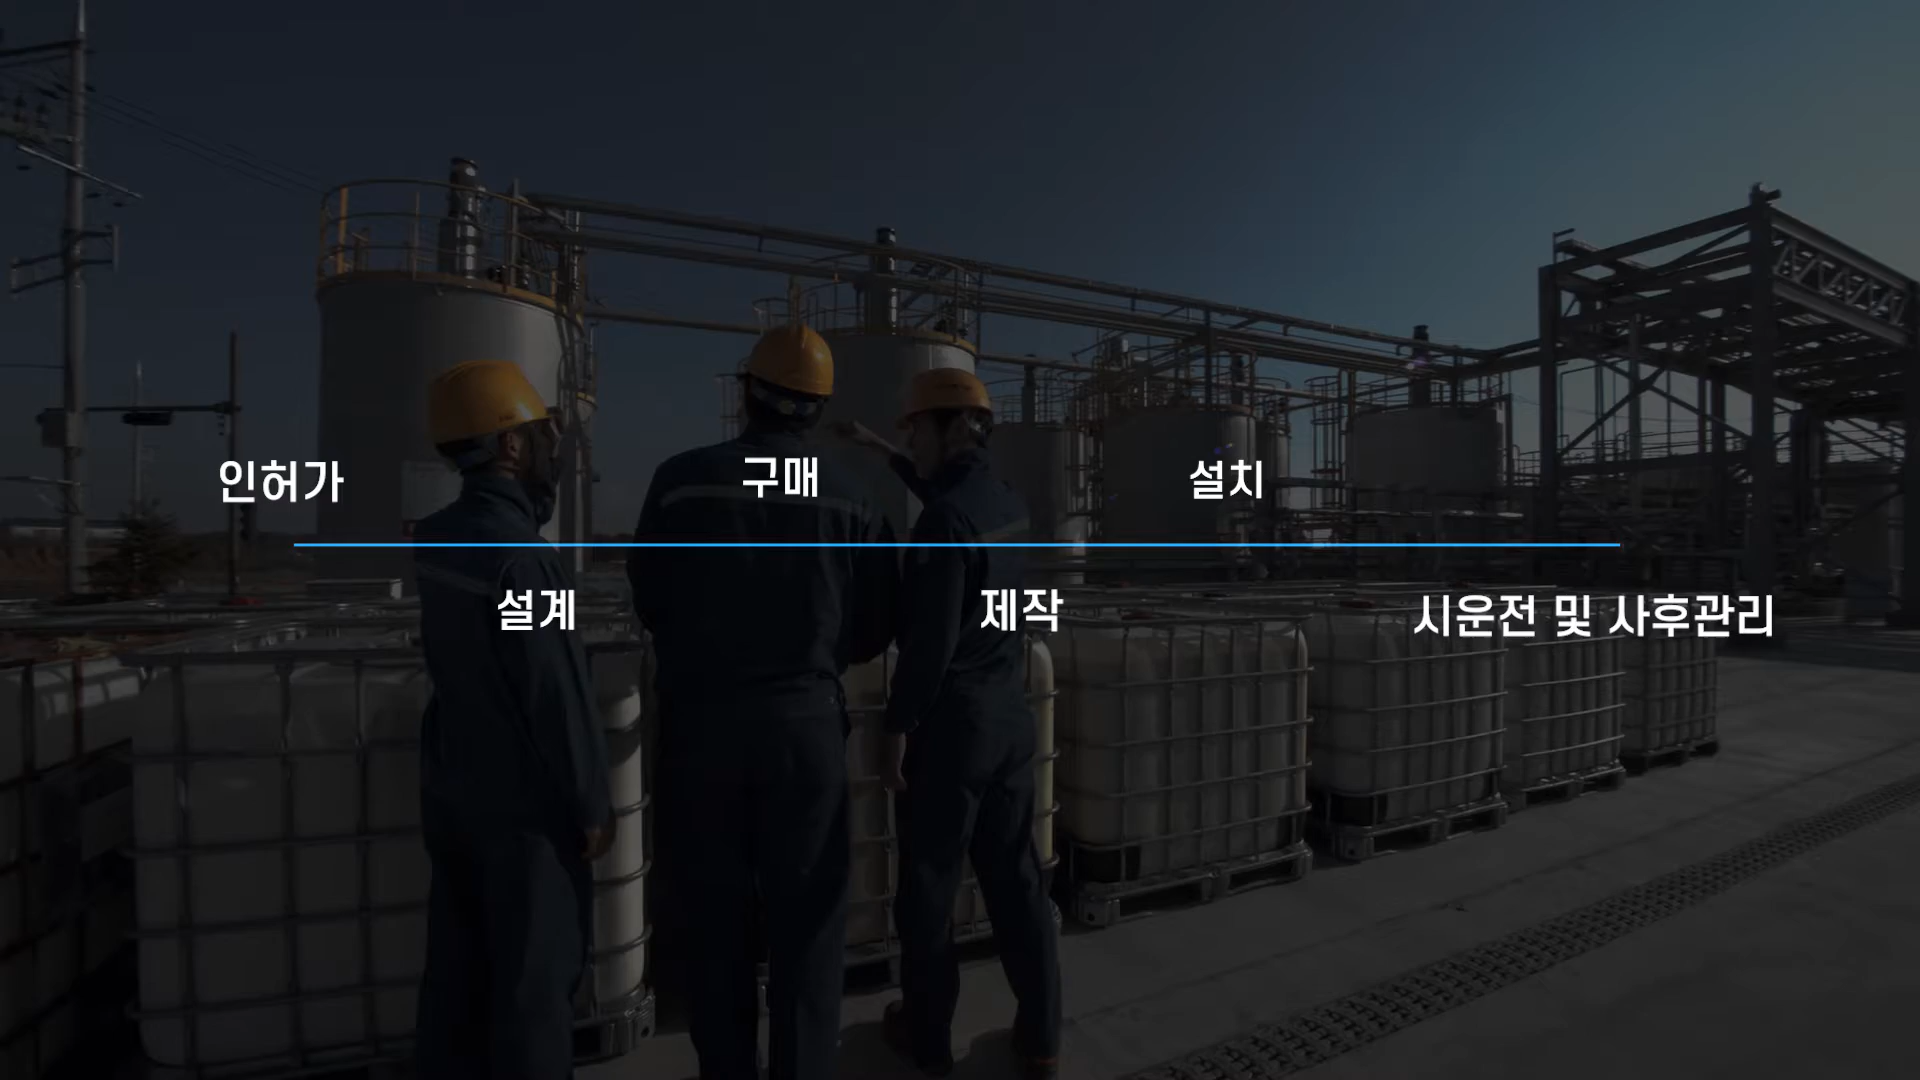 인허가
설계
구매
제작
설치
시운전 및 사후관리